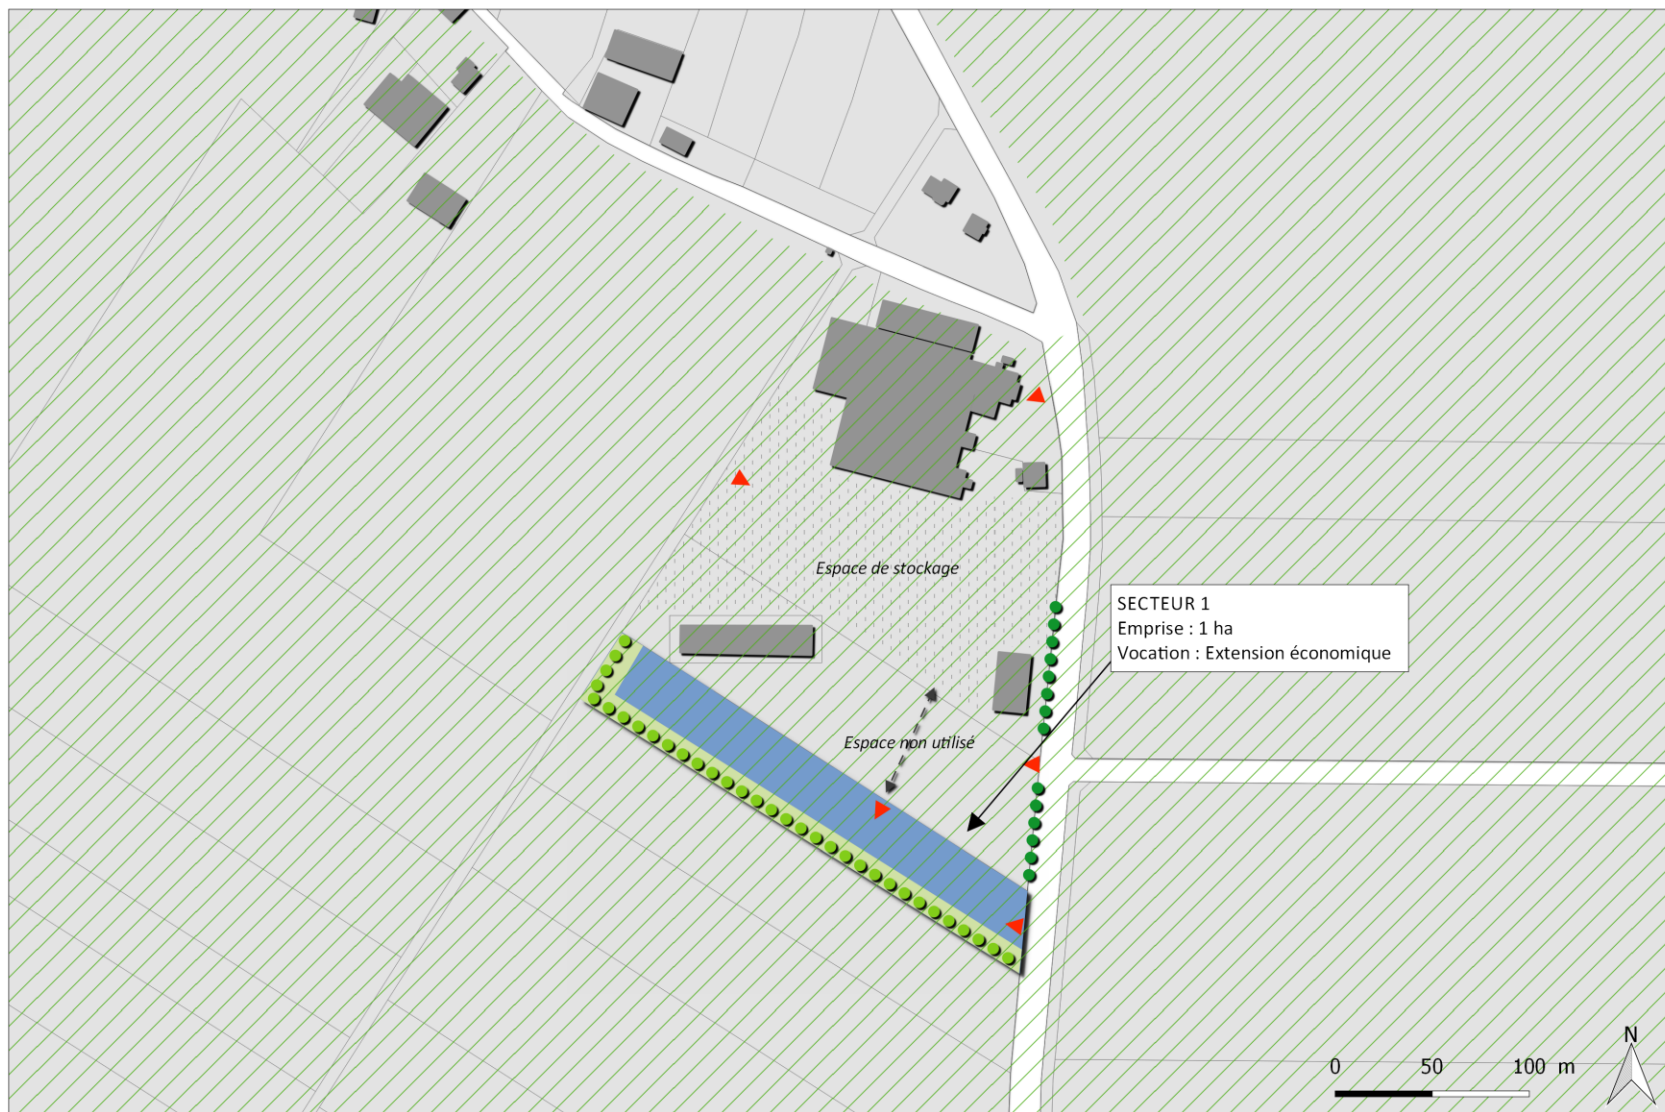 Espace de stockage
SECTEUR 1
Emprise : 1 ha
Vocation : Extension économique
Espace non utilisé
N
0 50 100 m